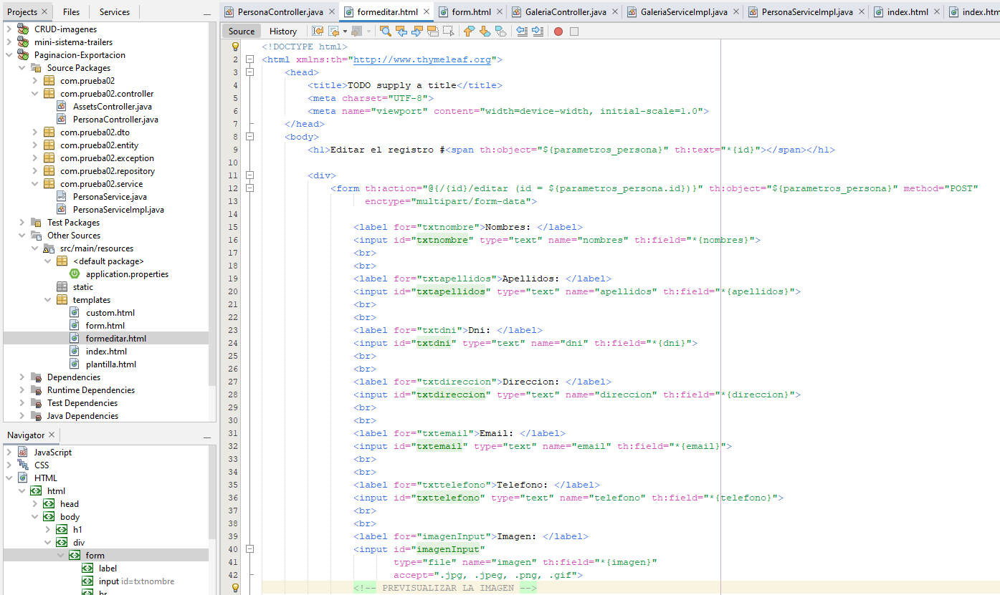 Projects
Files
Services
CRUD-imagenes
mini-sistema-trailers
Paginacion-Exportacion
Source Packages
com.prueba02
com.prueba02.controller
AssetsController.java
PersonaController.java
com.prueba02.dto
com.prueba02.entity
com.prueba02.exception
com.prueba02.repository
com.prueba02.service
PersonaService.java
PersonaServiceImpl.java
Test Packages
Other Sources
src/main/resources
<default package>
application.properties
static
templates
custom.html
form.html
formeditar.html
index.html
plantilla.html
Dependencies
Runtime Dependencies
Test Dependencies
Java Dependencies
Navigator
JavaScript
CSS
HTML
html
head
body
h1
div
form
label
input id=txtnombre
br
PersonaController.java
formeditar.html
form.html
GaleriaController.java
GaleriaServiceImpl.java
PersonaServiceImpl.java
index.html
index.htm
Source
History
<!DOCTYPE html>
2 <html xmlns:th="http://www.thymeleaf.org">
3 <head>
4 <title>TODO supply a title</title>
5 <meta charset="UTF-8">
6 <meta name="viewport" content="width=device-width, initial-scale=1.0">
7 </head>
8 <body>
9 <h1>Editar el registro #<span th:object="${parametros_persona}" th:text="*{id}"></span></h1>
10
11 <div>
12 <form th:action="@{/{id}/editar (id = ${parametros_persona.id})}" th:object="${parametros_persona}" method="POST"
13 enctype="multipart/form-data">
14
15 <label for="txtnombre">Nombres: </label>
16 <input id="txtnombre" type="text" name="nombres" th:field="*{nombres}">
17 <br>
18 <br>
19 <label for="txtapellidos">Apellidos: </label>
20 <input id="txtapellidos" type="text" name="apellidos" th:field="*{apellidos}">
21 <br>
22 <br>
23 <label for="txtdni">Dni: </label>
24 <input id="txtdni" type="text" name="dni" th:field="*{dni}">
25 <br>
26 <br>
27 <label for="txtdireccion">Direccion: </label>
28 <input id="txtdireccion" type="text" name="direccion" th:field="*{direccion}">
29 <br>
30 <br>
31 <label for="txtemail">Email: </label>
32 <input id="txtemail" type="text" name="email" th:field="*{email}">
33 <br>
34 <br>
35 <label for="txttelefono">Telefono: </label>
36 <input id="txttelefono" type="text" name="telefono" th:field="*{telefono}">
37 <br>
38 <br>
39 <label for="imagenInput">Imagen: </label>
40 <input id="imagenInput"
41 type="file" name="imagen" th:field="*{imagen}"
42 accept=".jpg, .jpeg, .png, .gif">
<!-- PREVISUALIZAR LA IMAGEN -->